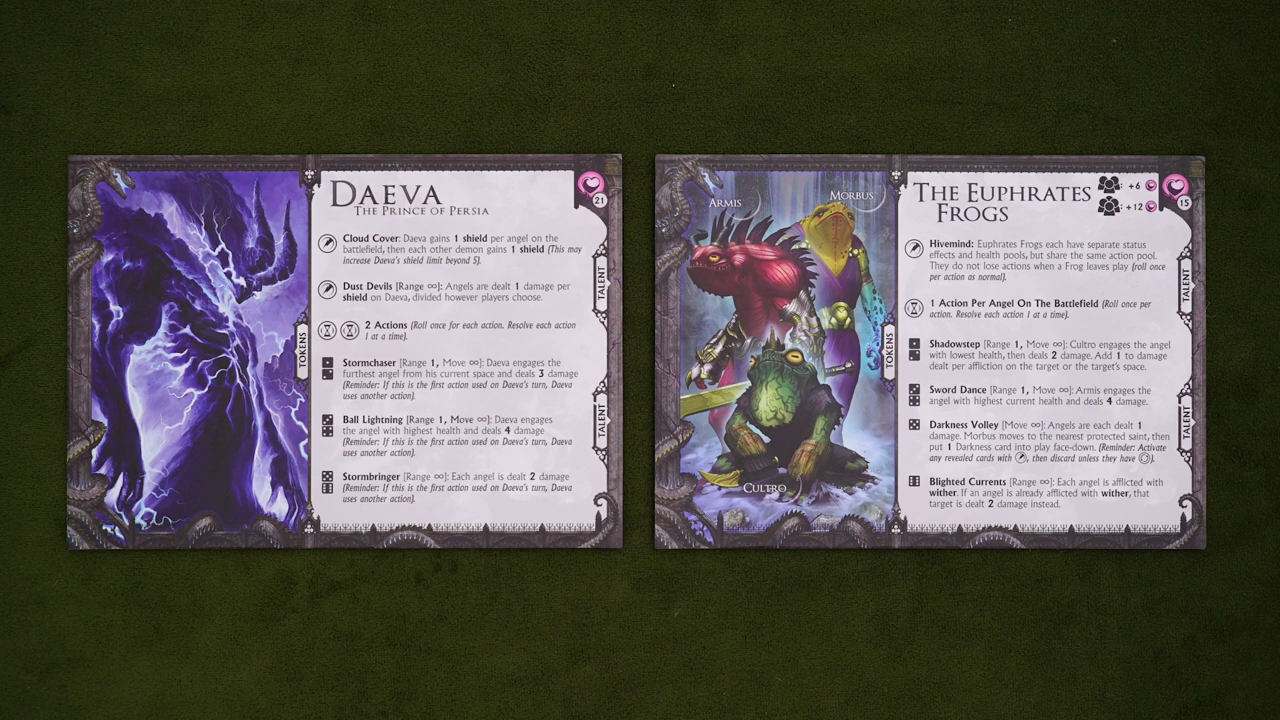 DAEVA
THE PRINCE OF PERSIA
21
Cloud Cover: Daeva gains 1 shield per angel on the
battlefield, then each other demon gains 1 shield (This may
increase Daeva's shield limit beyond 5).
Dust Devils [Range ∞]: Angels are dealt 1 damage per
shield on Daeva, divided however players choose.
2 Actions (Roll once for each action. Resolve each action
1 at a time).
Stormchaser [Range 1, Move ∞]: Daeva engages the
furthest angel from his current space and deals 3 damage
(Reminder: If this is the first action used on Daeva's turn, Daeva
uses another action).
Ball Lightning [Range 1, Move ∞]: Daeva engages
the angel with highest health and deals 4 damage
(Reminder: If this is the first action used on Daeva's turn, Daeva
uses another action).
Stormbringer [Range ∞]: Each angel is dealt 2 damage
(Reminder: If this is the first action used on Daeva's turn, Daeva
uses another action).
TOKENS
TALENT
TALENT
ARMIS
MORBUS
CULTRO
THE EUPHRATES
FROGS
: +6
: +12
15
Hivemind: Euphrates Frogs each have separate status
effects and health pools, but share the same action pool.
They do not lose actions when a Frog leaves play (roll once
per action as normal).
1 Action Per Angel On The Battlefield (Roll once per
action. Resolve each action 1 at a time).
Shadowstep [Range 1, Move ∞]: Cultro engages the angel
with lowest health, then deals 2 damage. Add 1 to damage
dealt per affliction on the target or the target's space.
Sword Dance [Range 1, Move ∞]: Armis engages the
angel with highest current health and deals 4 damage.
Darkness Volley [Move ∞]: Angels are each dealt 1
damage. Morbus moves to the nearest protected saint, then
put 1 Darkness card into play face-down. (Reminder: Activate
any revealed cards with , then discard unless they have ).
Blighted Currents [Range ∞]: Each angel is afflicted with
wither. If an angel is already afflicted with wither, that
target is dealt 2 damage instead.
TOKENS
TALENT
TALENT